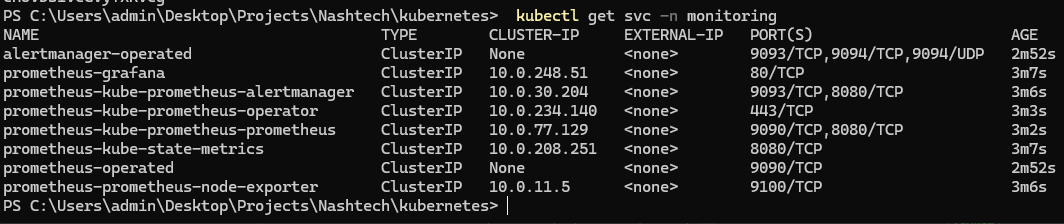 PS C:\Users\admin\Desktop\Projects\Nashtech\kubernetes>  kubectl get svc -n monitoring
NAME                                      TYPE        CLUSTER-IP     EXTERNAL-IP   PORT(S)                      AGE
alertmanager-operated                     ClusterIP   None           <none>        9093/TCP,9094/TCP,9094/UDP   2m52s
prometheus-grafana                        ClusterIP   10.0.248.51    <none>        80/TCP                       3m7s
prometheus-kube-prometheus-alertmanager   ClusterIP   10.0.30.204    <none>        9093/TCP,8080/TCP            3m6s
prometheus-kube-prometheus-operator       ClusterIP   10.0.234.140   <none>        443/TCP                      3m3s
prometheus-kube-prometheus-prometheus     ClusterIP   10.0.77.129    <none>        9090/TCP,8080/TCP            3m2s
prometheus-kube-state-metrics             ClusterIP   10.0.208.251   <none>        8080/TCP                     3m7s
prometheus-operated                       ClusterIP   None           <none>        9090/TCP                     2m52s
prometheus-prometheus-node-exporter       ClusterIP   10.0.11.5      <none>        9100/TCP                     3m6s
PS C:\Users\admin\Desktop\Projects\Nashtech\kubernetes>